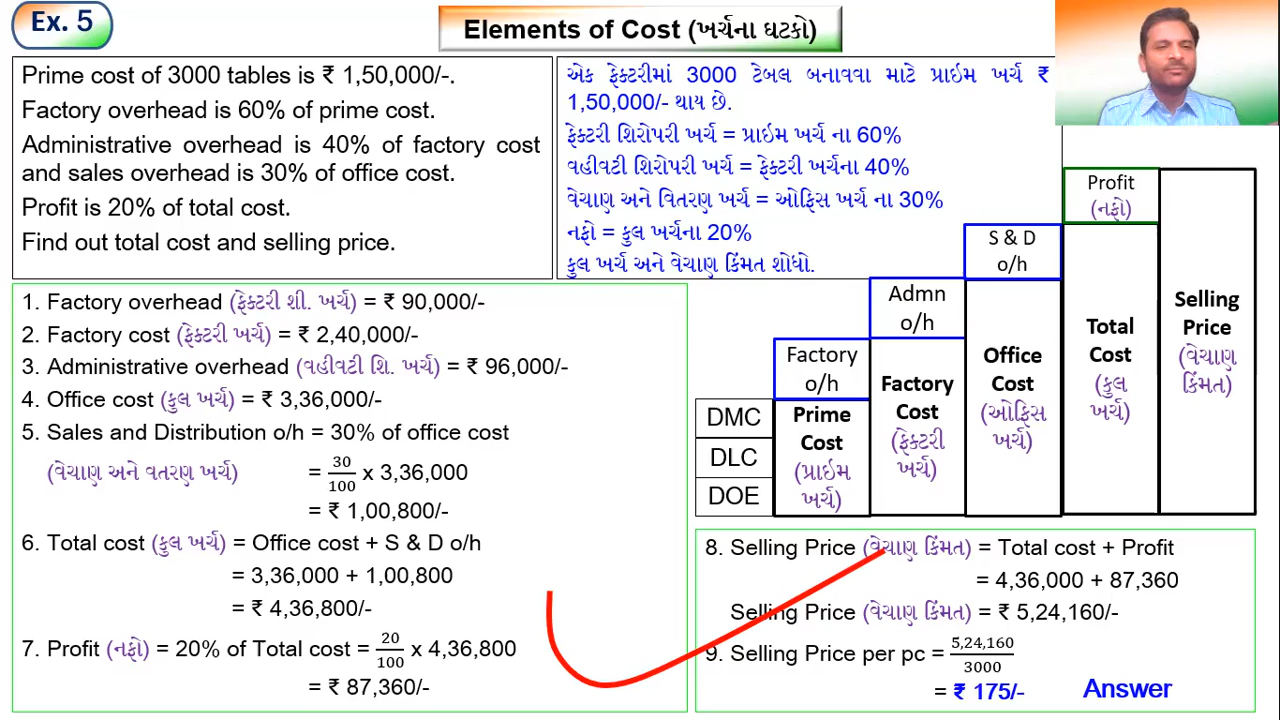 Ex. 5
Elements of Cost (ખર્ચના ઘટકો)
Prime cost of 3000 tables is ₹ 1,50,000/-.
Factory overhead is 60% of prime cost.
Administrative overhead is 40% of factory cost
and sales overhead is 30% of office cost.
Profit is 20% of total cost.
Find out total cost and selling price.
એક ફેક્ટરીમાં 3000 ટેબલ બનાવવા માટે પ્રાઇમ ખર્ચ ₹
1,50,000/- થાય છે.
ફેક્ટરી શિરોપરી ખર્ચ = પ્રાઇમ ખર્ચ ના 60%
વહીવટી શિરોપરી ખર્ચ = ફેક્ટરી ખર્ચના 40%
વેચાણ અને વિતરણ ખર્ચ = ઓફિસ ખર્ચ ના 30%
નફો = કુલ ખર્ચના 20%
કુલ ખર્ચ અને વેચાણ કિંમત શોધો.
1. Factory overhead (ફેક્ટરી શી. ખર્ચ) = ₹ 90,000/-
2. Factory cost (ફેક્ટરી ખર્ચ) = ₹ 2,40,000/-
3. Administrative overhead (વહીવટી શિ. ખર્ચ) = ₹ 96,000/-
4. Office cost (કુલ ખર્ચ) = ₹ 3,36,000/-
5. Sales and Distribution o/h = 30% of office cost
(વેચાણ અને વતરણ ખર્ચ) = 30/100 x 3,36,000
= ₹ 1,00,800/-
6. Total cost (કુલ ખર્ચ) = Office cost + S & D o/h
= 3,36,000 + 1,00,800
= ₹ 4,36,800/-
7. Profit (નફો) = 20% of Total cost = 20/100 x 4,36,800
= ₹ 87,360/-
DMC
DLC
DOE
Factory
o/h
Prime
Cost
(પ્રાઇમ
ખર્ચ)
Admn
o/h
Factory
Cost
(ફેક્ટરી
ખર્ચ)
S & D
o/h
Office
Cost
(ઓફિસ
ખર્ચ)
Profit
(નફો)
Total
Cost
(કુલ
ખર્ચ)
Selling
Price
(વેચાણ
કિંમત)
8. Selling Price (વેચાણ કિંમત) = Total cost + Profit
= 4,36,000 + 87,360
Selling Price (વેચાણ કિંમત) = ₹ 5,24,160/-
9. Selling Price per pc = 5,24,160/3000
= ₹ 175/- Answer